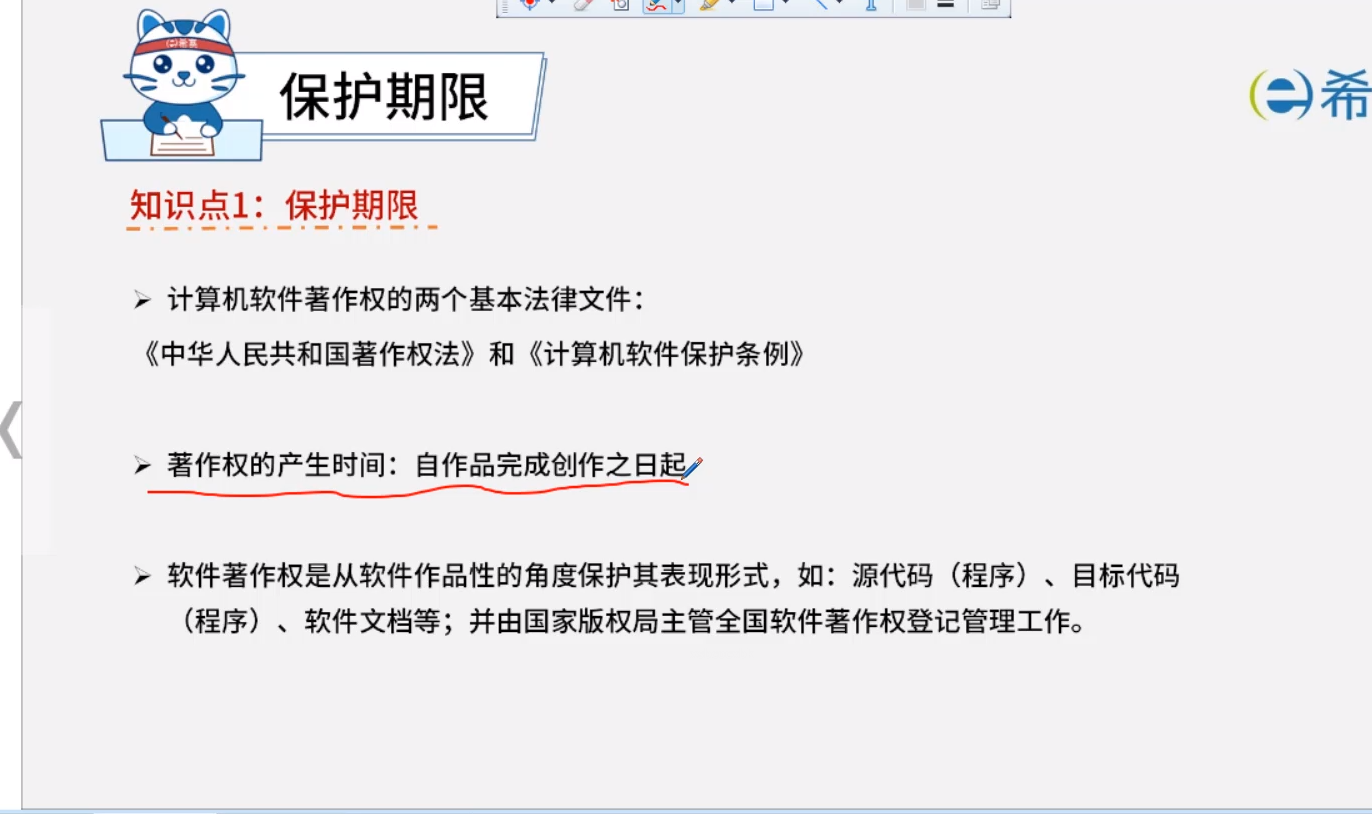 希赛
保护期限
希
知识点1：保护期限
➢ 计算机软件著作权的两个基本法律文件：
《中华人民共和国著作权法》和《计算机软件保护条例》
➢ 著作权的产生时间：自作品完成创作之日起
➢ 软件著作权是从软件作品性的角度保护其表现形式，如：源代码（程序）、目标代码
（程序）、软件文档等；并由国家版权局主管全国软件著作权登记管理工作。